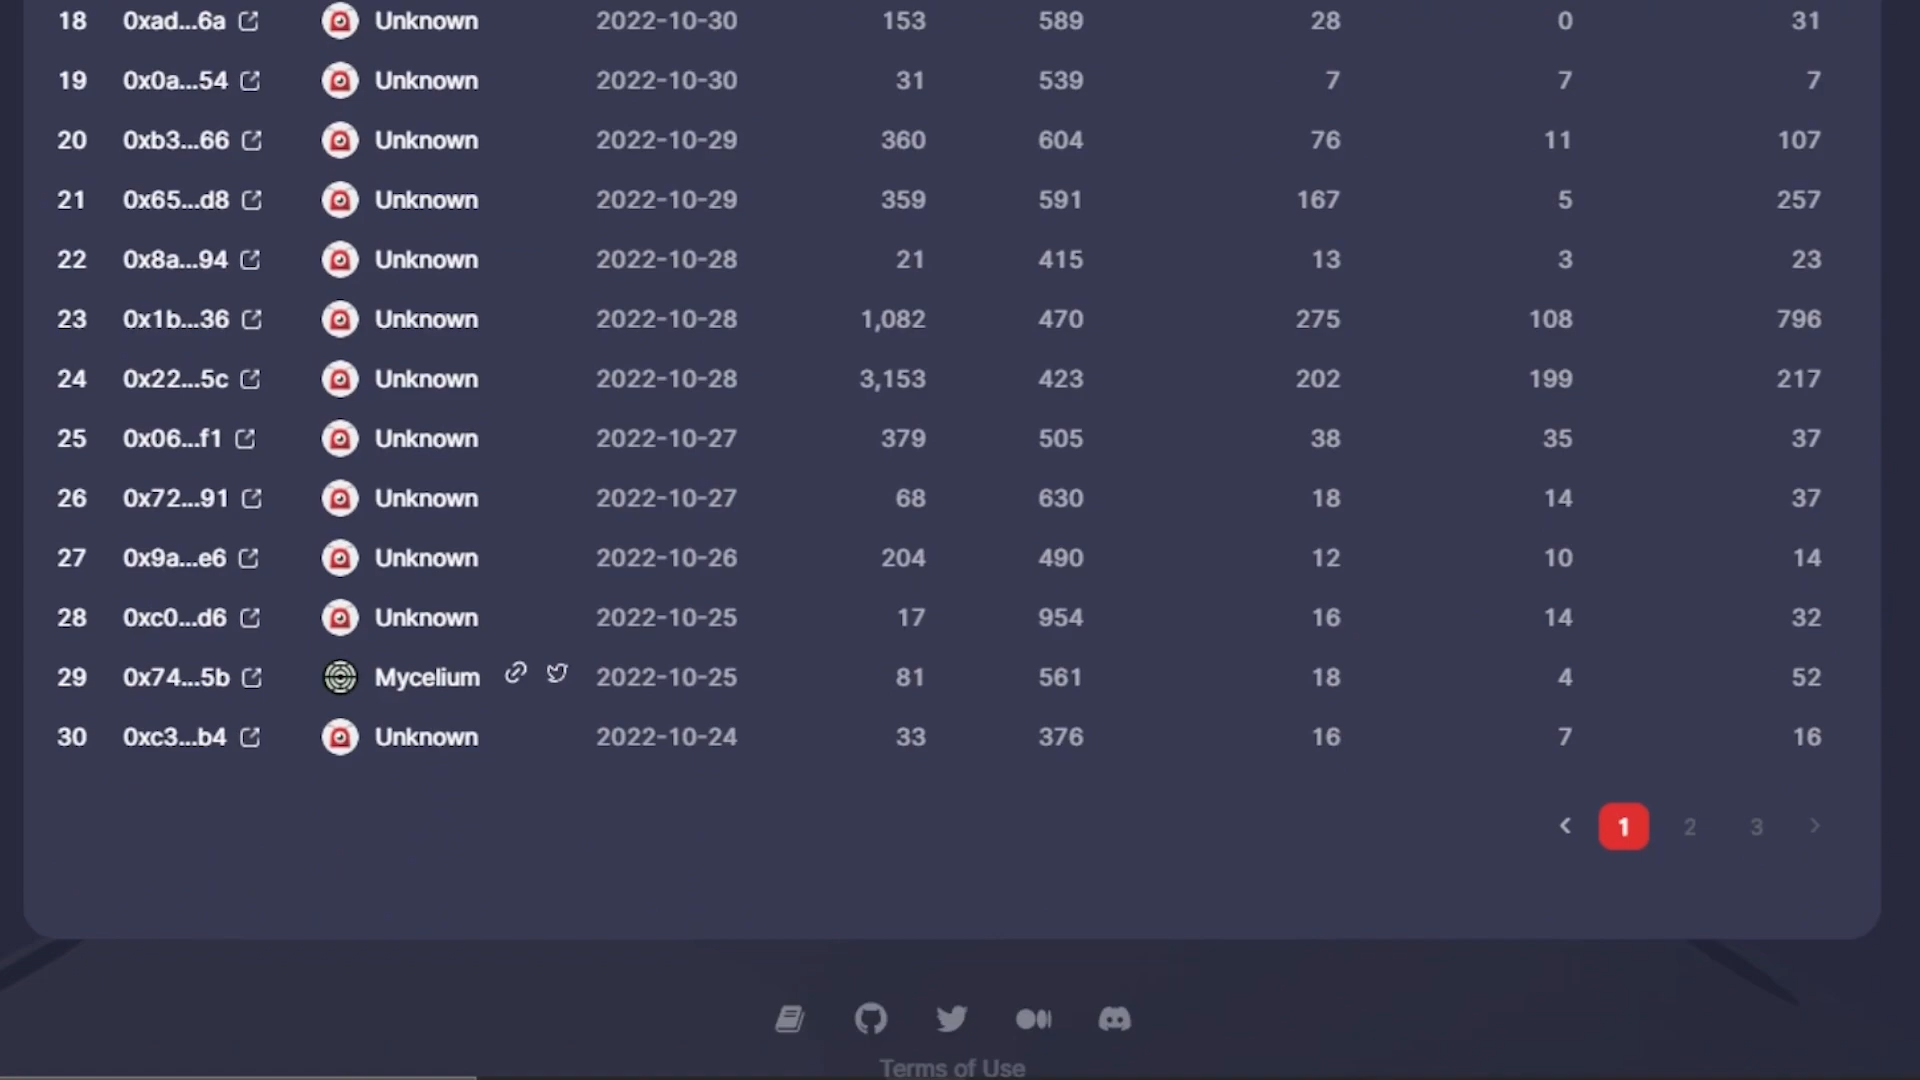 18 0xad...6a Unknown 2022-10-30 153 589 28 0 31
19 0x0a...54 Unknown 2022-10-30 31 539 7 7 7
20 0xb3...66 Unknown 2022-10-29 360 604 76 11 107
21 0x65...d8 Unknown 2022-10-29 359 591 167 5 257
22 0x8a...94 Unknown 2022-10-28 21 415 13 3 23
23 0x1b...36 Unknown 2022-10-28 1,082 470 275 108 796
24 0x22...5c Unknown 2022-10-28 3,153 423 202 199 217
25 0x06...f1 Unknown 2022-10-27 379 505 38 35 37
26 0x72...91 Unknown 2022-10-27 68 630 18 14 37
27 0x9a...e6 Unknown 2022-10-26 204 490 12 10 14
28 0xc0...d6 Unknown 2022-10-25 17 954 16 14 32
29 0x74...5b Mycelium 2022-10-25 81 561 18 4 52
30 0xc3...b4 Unknown 2022-10-24 33 376 16 7 16
1 2 3
Terms of Use